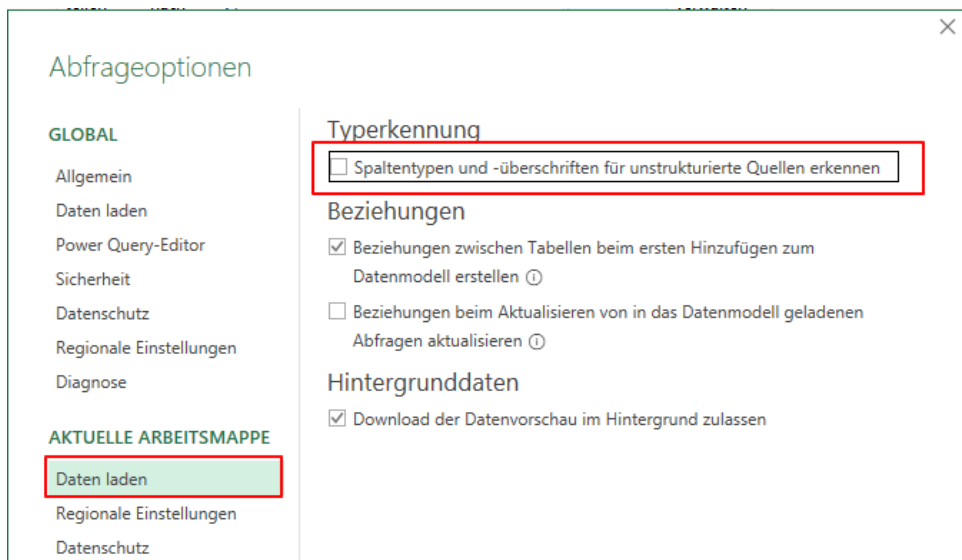 Abfrageoptionen
GLOBAL
Allgemein
Daten laden
Power Query-Editor
Sicherheit
Datenschutz
Regionale Einstellungen
Diagnose
AKTUELLE ARBEITSMAPPE
Daten laden
Regionale Einstellungen
Datenschutz
Typerkennung
Spaltentypen und -überschriften für unstrukturierte Quellen erkennen
Beziehungen
Beziehungen zwischen Tabellen beim ersten Hinzufügen zum
Datenmodell erstellen
Beziehungen beim Aktualisieren von in das Datenmodell geladenen
Abfragen aktualisieren
Hintergrunddaten
Download der Datenvorschau im Hintergrund zulassen